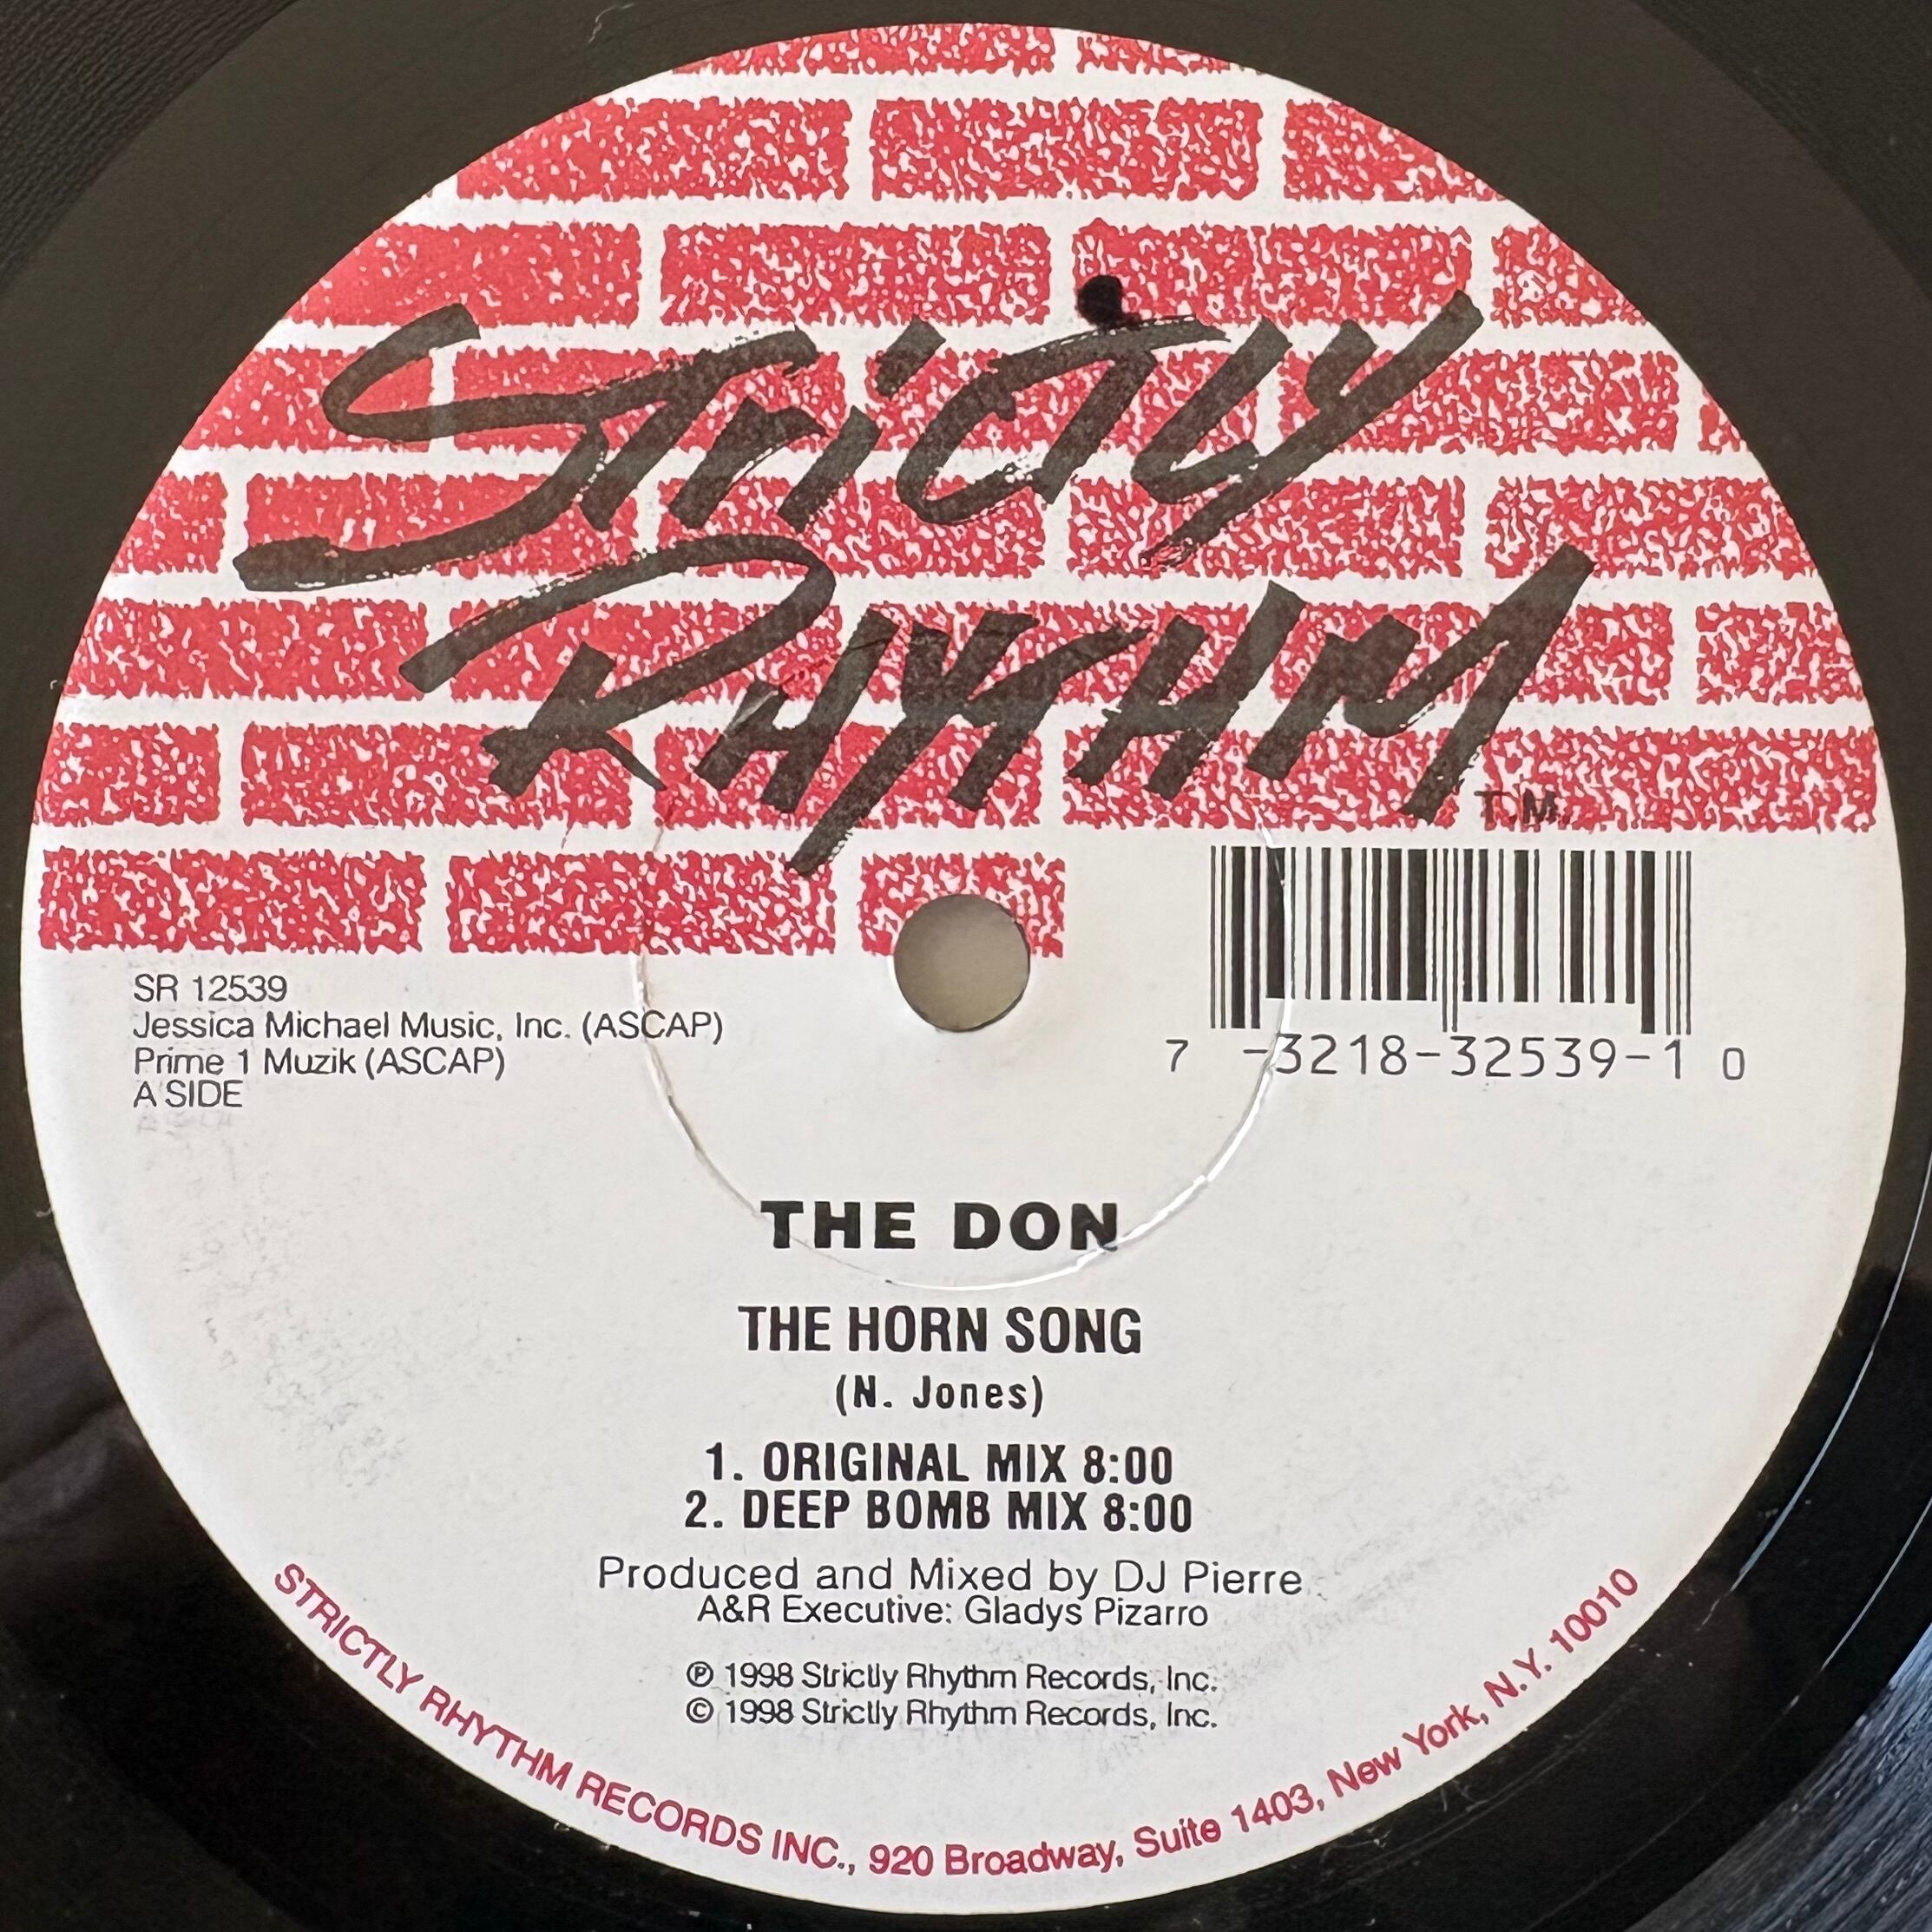 Strictly
Rhythm
T.M.
SR 12539
Jessica Michael Music, Inc. (ASCAP)
Prime 1 Muzik (ASCAP)
A SIDE
7 -3218-32539-1 0
THE DON
THE HORN SONG
(N. Jones)
1. ORIGINAL MIX 8:00
2. DEEP BOMB MIX 8:00
Produced and Mixed by DJ Pierre
A&R Executive: Gladys Pizarro
℗ 1998 Strictly Rhythm Records, Inc.
© 1998 Strictly Rhythm Records, Inc.
STRICTLY RHYTHM RECORDS INC., 920 Broadway, Suite 1403, New York, N.Y. 10010